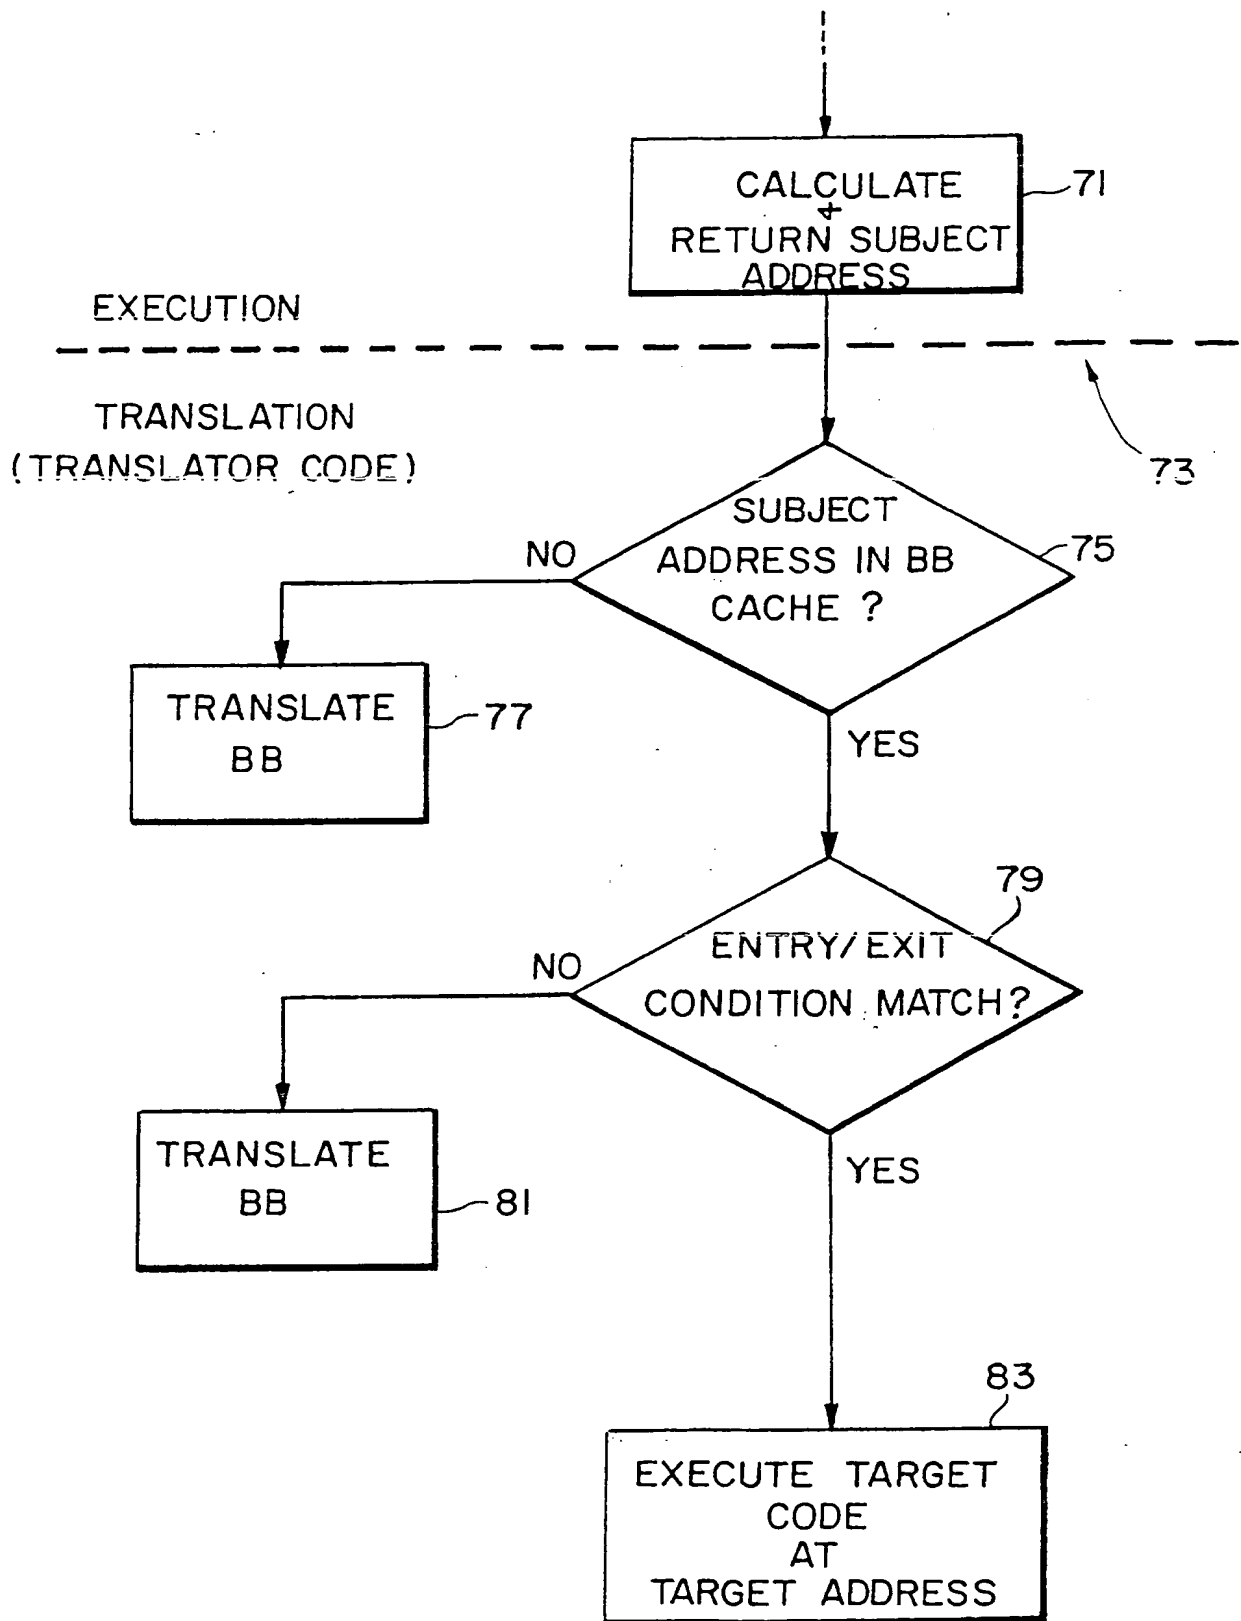 CALCULATE
+
RETURN SUBJECT
ADDRESS
71
EXECUTION
TRANSLATION
(TRANSLATOR CODE)
73
SUBJECT
ADDRESS IN BB
CACHE ?
75
NO
YES
TRANSLATE
BB
77
ENTRY/EXIT
CONDITION MATCH?
79
NO
YES
TRANSLATE
BB
81
83
EXECUTE TARGET
CODE
AT
TARGET ADDRESS